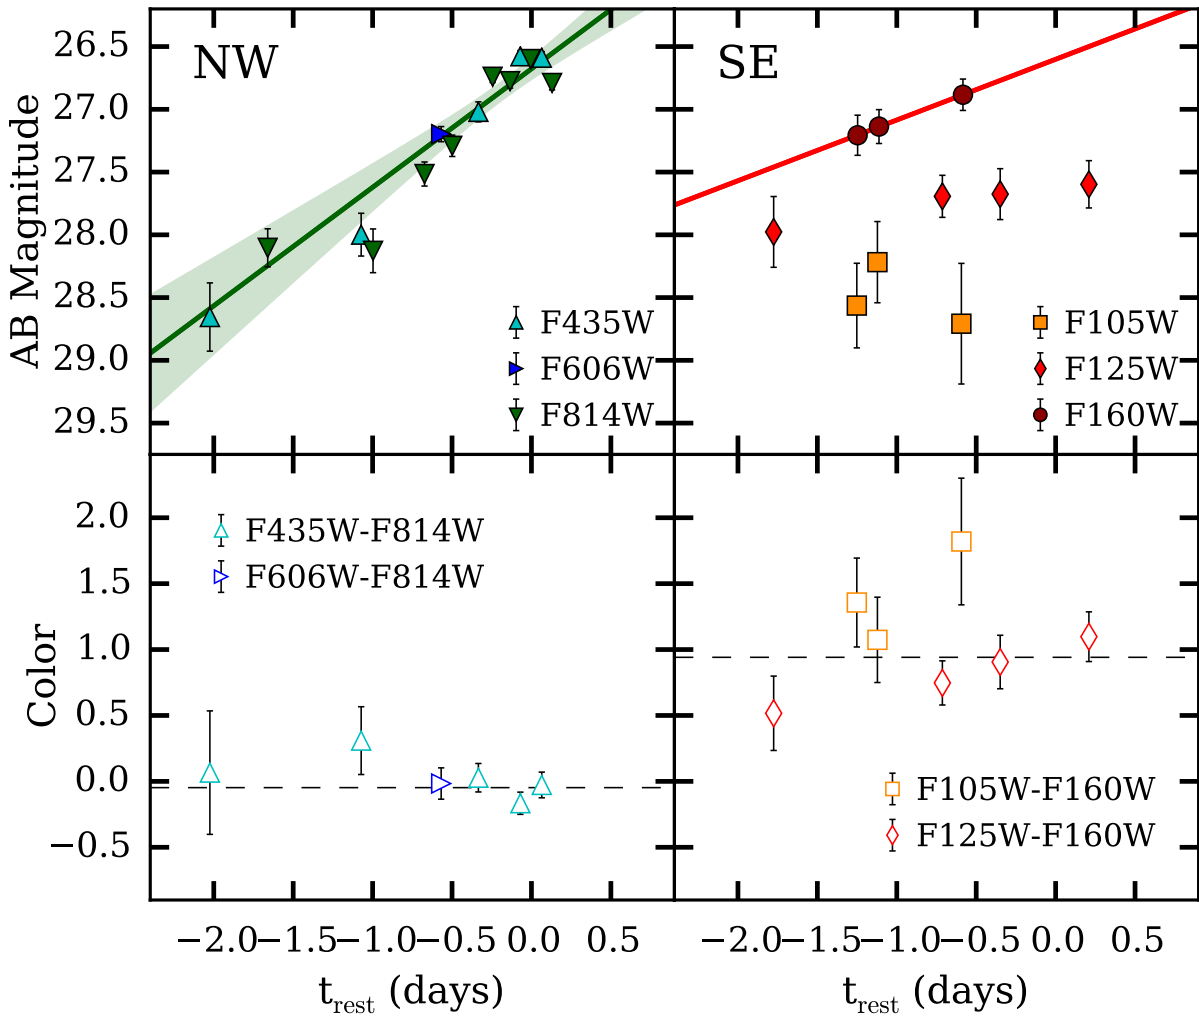 NW
SE
26.5
27.0
27.5
28.0
28.5
29.0
29.5
AB Magnitude
F435W
F606W
F814W
F105W
F125W
F160W
2.0
1.5
1.0
0.5
0.0
−0.5
Color
F435W-F814W
F606W-F814W
F105W-F160W
F125W-F160W
−2.0 −1.5 −1.0 −0.5 0.0 0.5
−2.0 −1.5 −1.0 −0.5 0.0 0.5
t_rest (days)
t_rest (days)